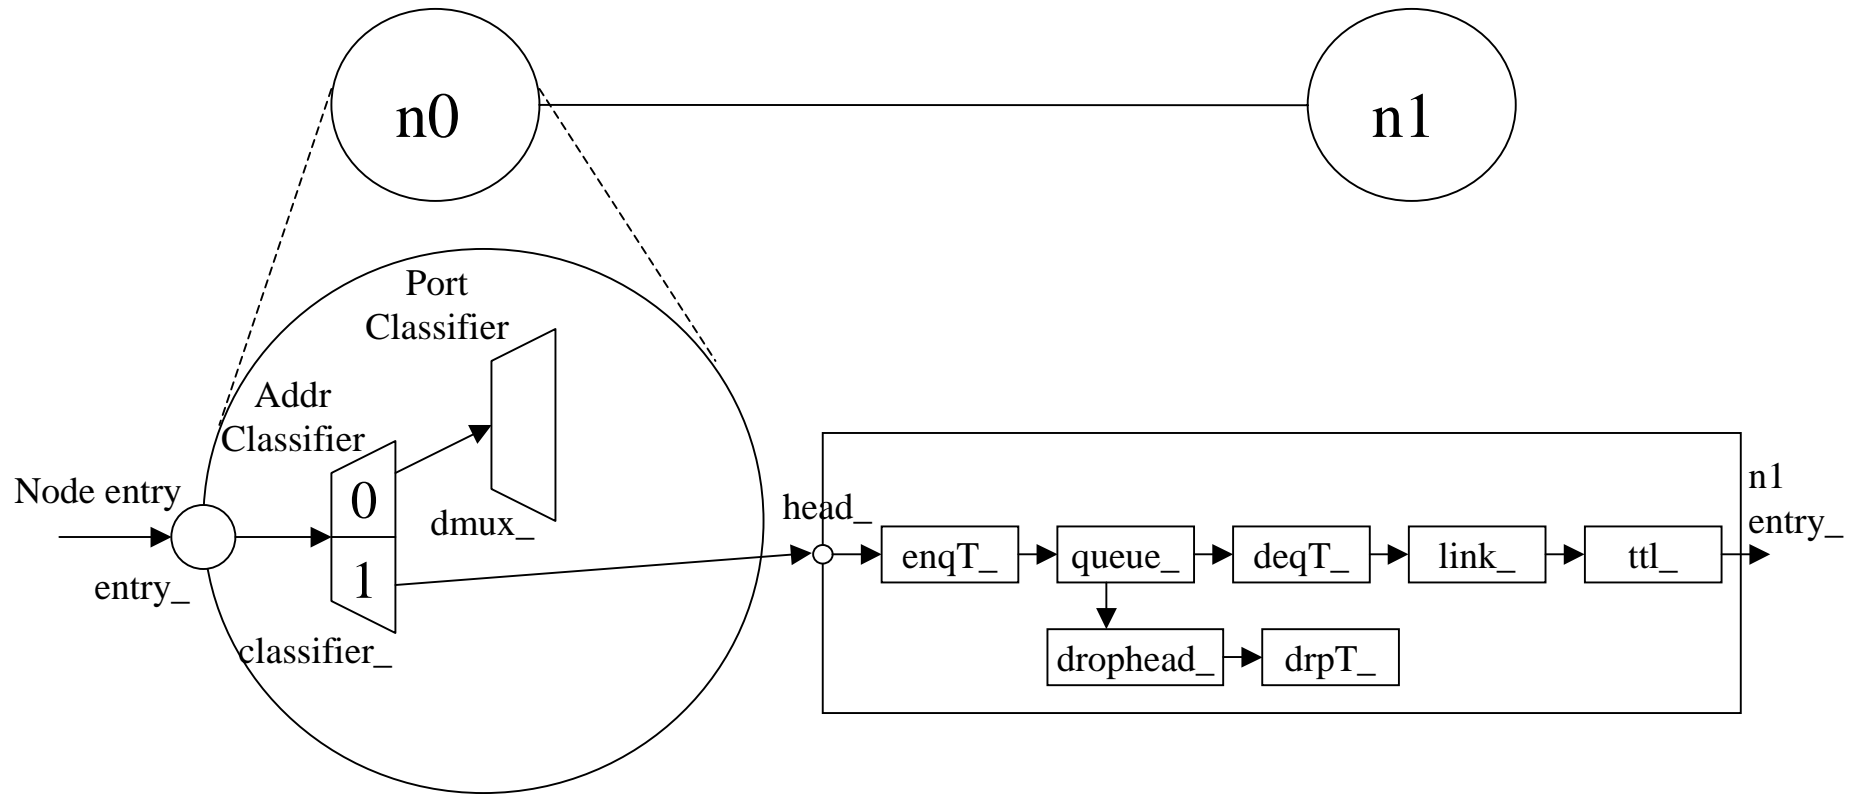 n0
n1
Port
Classifier
Addr
Classifier
0
1
dmux_
classifier_
Node entry
entry_
head_
enqT_
queue_
deqT_
link_
ttl_
drophead_
drpT_
n1
entry_